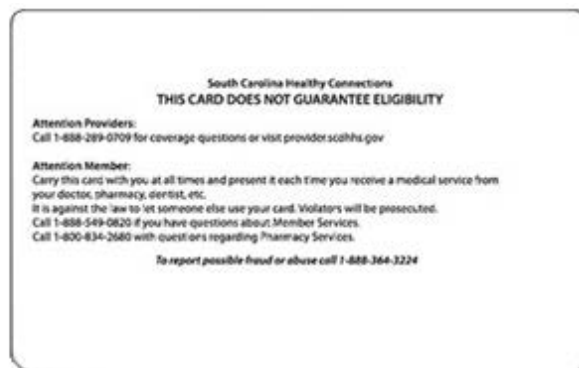 South Carolina Healthy Connections
THIS CARD DOES NOT GUARANTEE ELIGIBILITY
Attention Providers:
Call 1-888-289-0709 for coverage questions or visit provider.scdhhs.gov
Attention Member:
Carry this card with you at all times and present it each time you receive a medical service from
your doctor, pharmacy, dentist, etc.
It is against the law to let someone else use your card. Violators will be prosecuted.
Call 1-888-549-0820 if you have questions about Member Services.
Call 1-800-834-2680 with questions regarding Pharmacy Services.
To report possible fraud or abuse call 1-888-364-3224